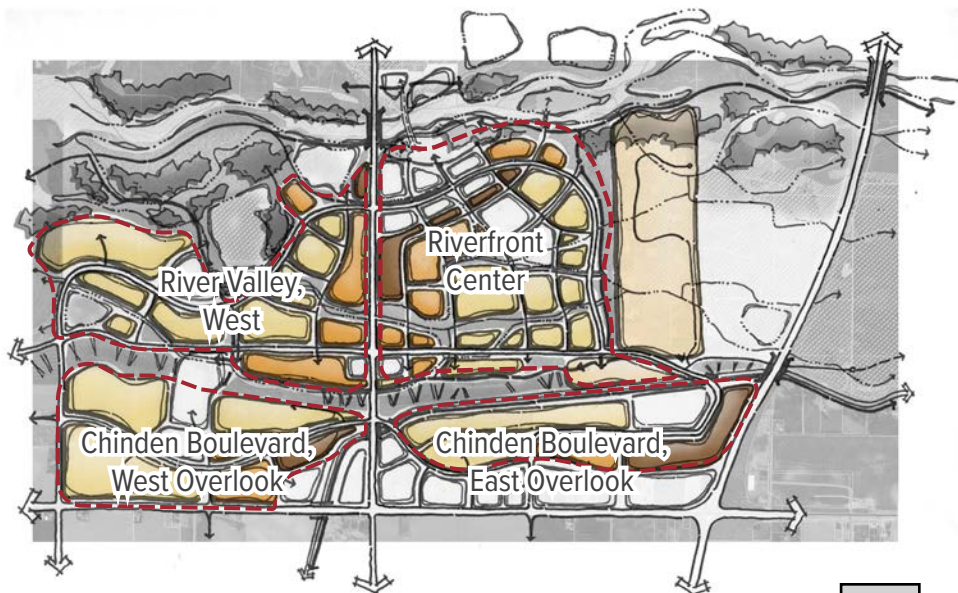 Riverfront
Center
River Valley,
West
Chinden Boulevard,
West Overlook
Chinden Boulevard,
East Overlook